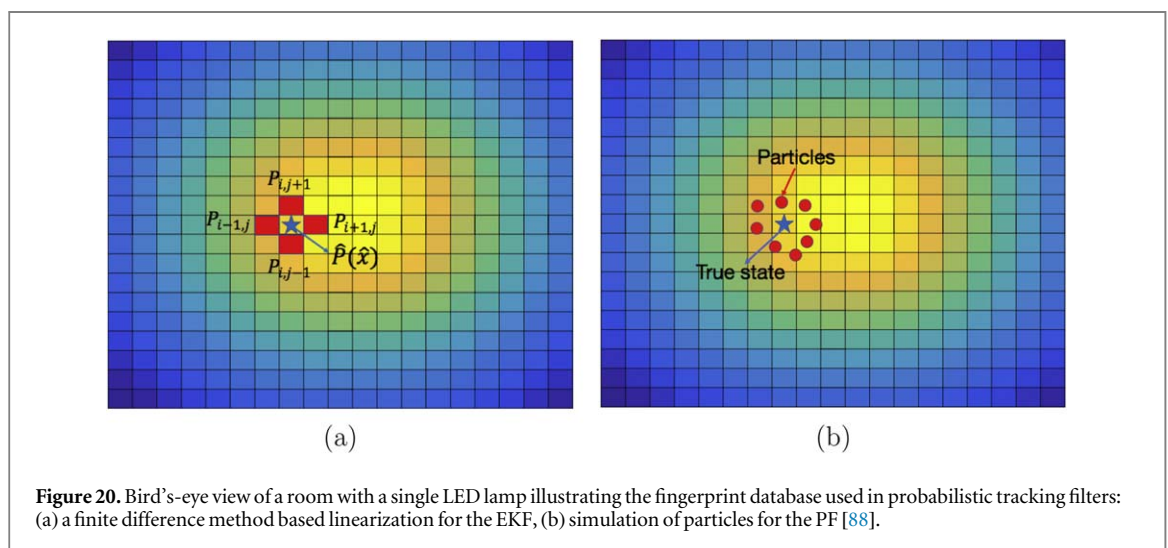 P_{i,j+1}
P_{i-1,j}
P_{i+1,j}
P̂(x̂)
P_{i,j-1}
Particles
True state
(a)
(b)
Figure 20. Bird's-eye view of a room with a single LED lamp illustrating the fingerprint database used in probabilistic tracking filters:
(a) a finite difference method based linearization for the EKF, (b) simulation of particles for the PF [88].